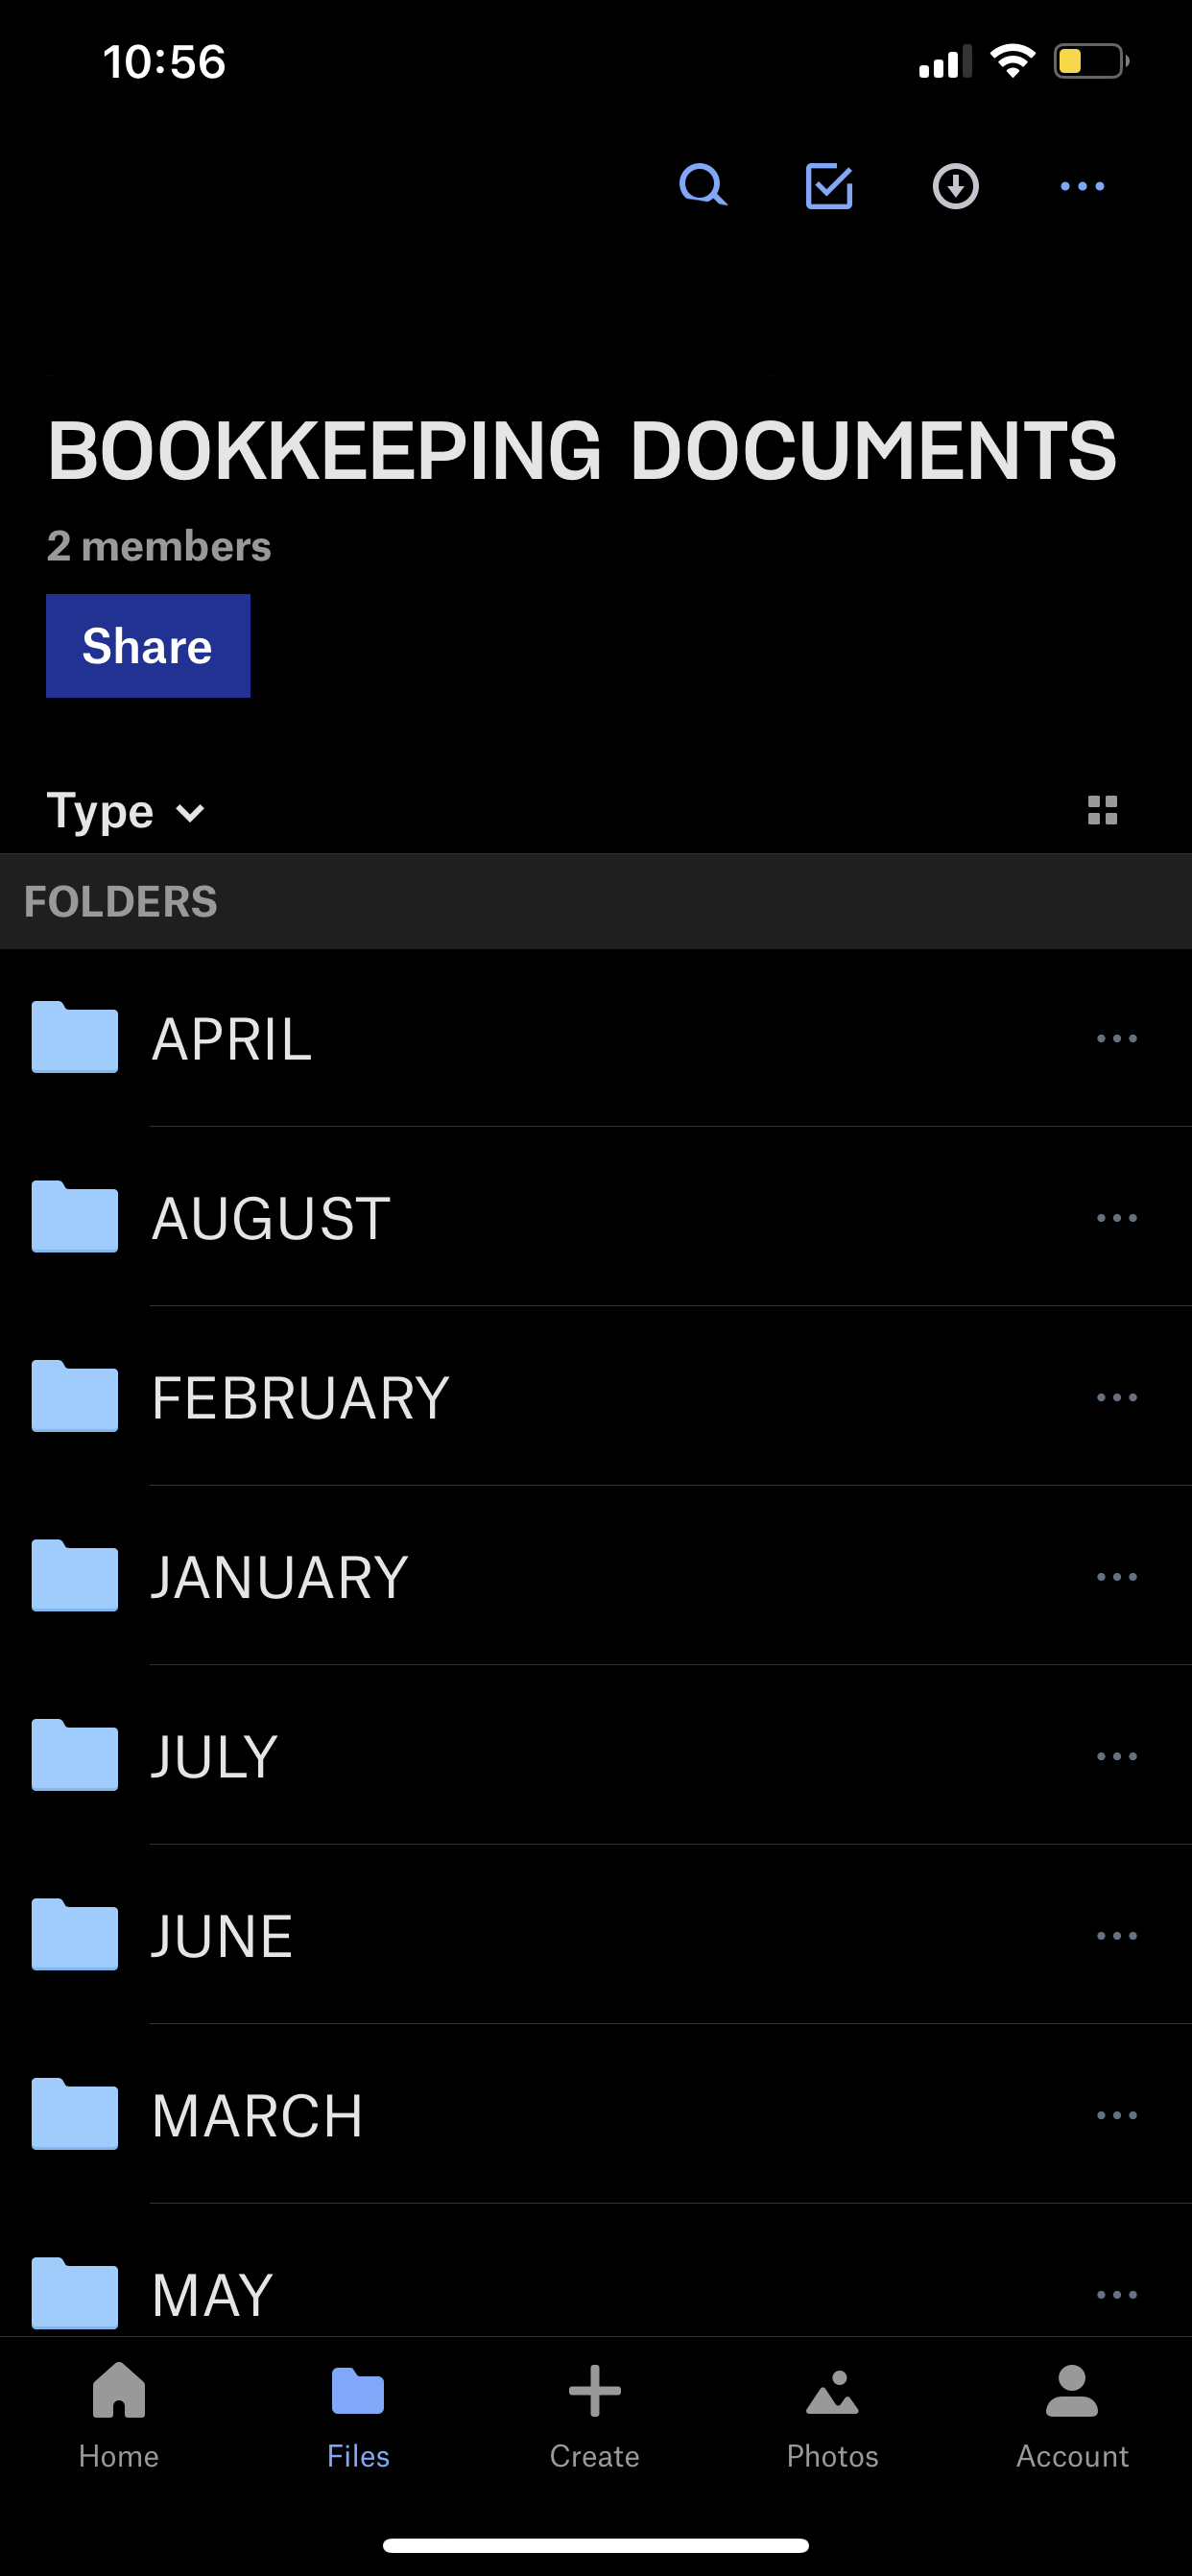 10:56
BOOKKEEPING DOCUMENTS
2 members
Share
Type
FOLDERS
APRIL
AUGUST
FEBRUARY
JANUARY
JULY
JUNE
MARCH
MAY
Home Files Create Photos Account